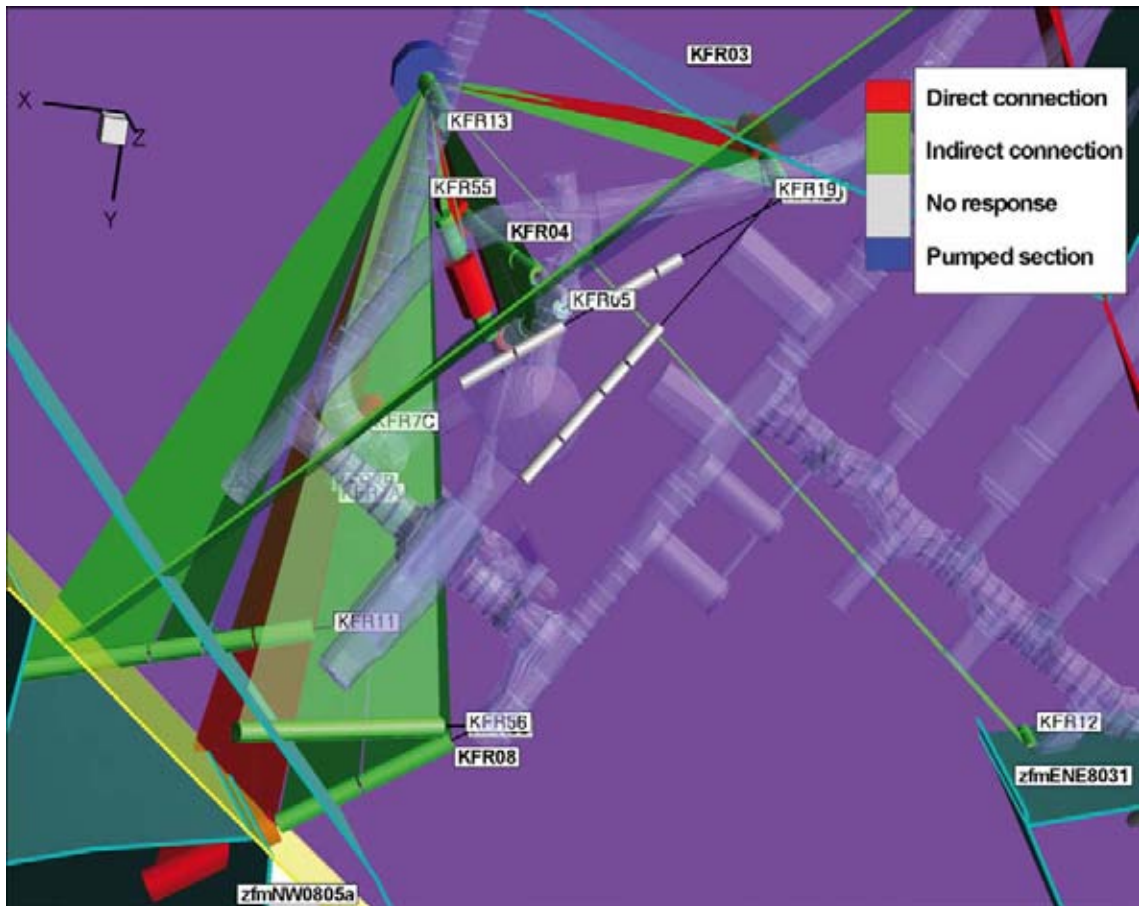 KFR03
Direct connection
X
Z
Y
KFR13
Indirect connection
KFR55
KFR19
No response
KFR04
Pumped section
KFR05
KFR7C
KFR11
KFR56
KFR12
KFR08
zfmENE8031
zfmNW0805a